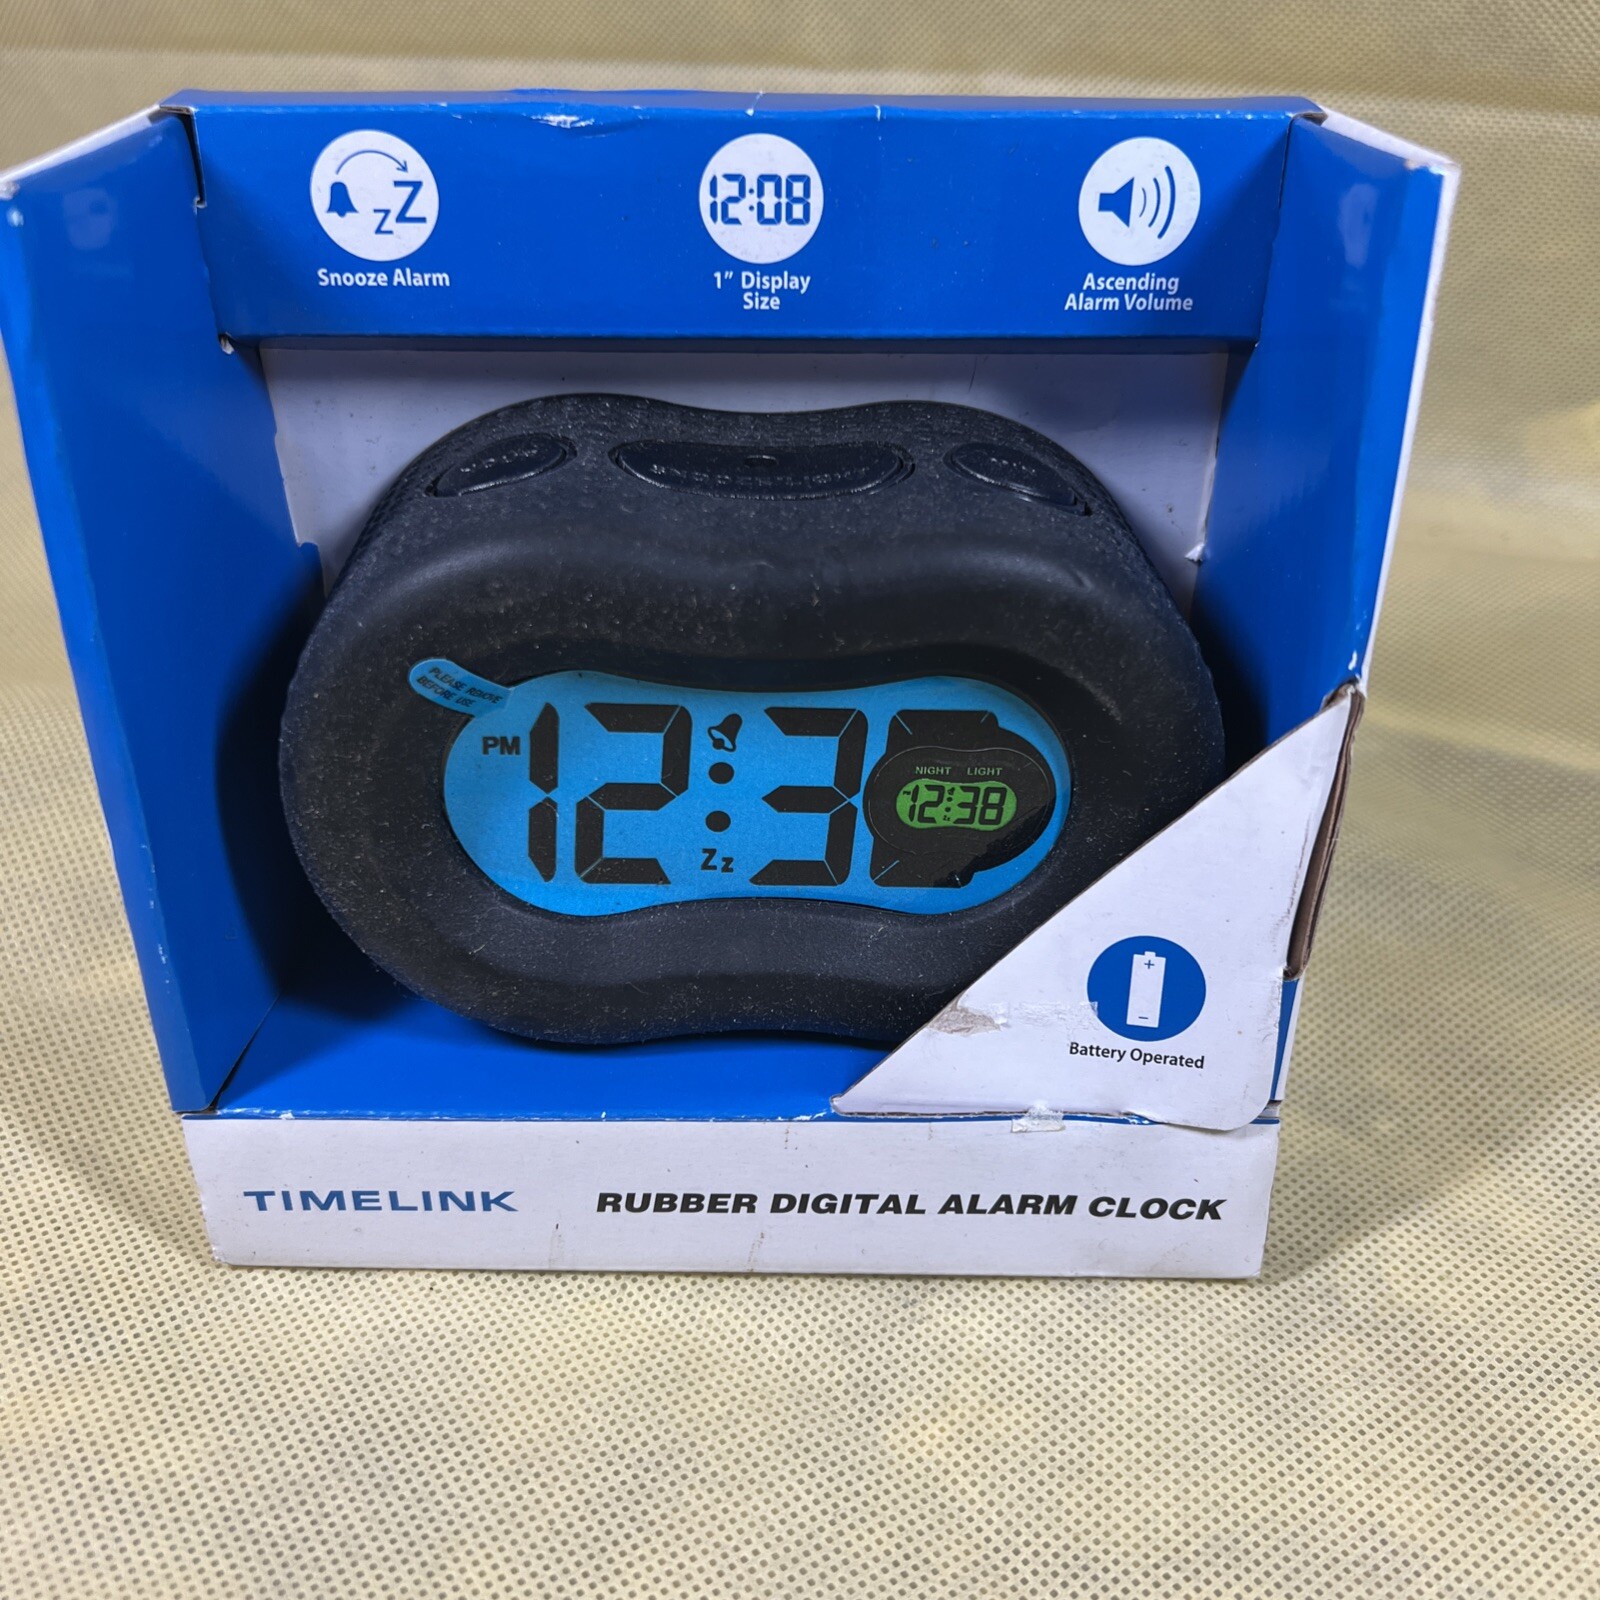 zZ
12:08
Snooze Alarm
1" Display
Size
Ascending
Alarm Volume
PLEASE REMOVE
BEFORE USE
PM
12:3
Zz
NIGHT LIGHT
12:38
+
−
Battery Operated
TIMELINK
RUBBER DIGITAL ALARM CLOCK